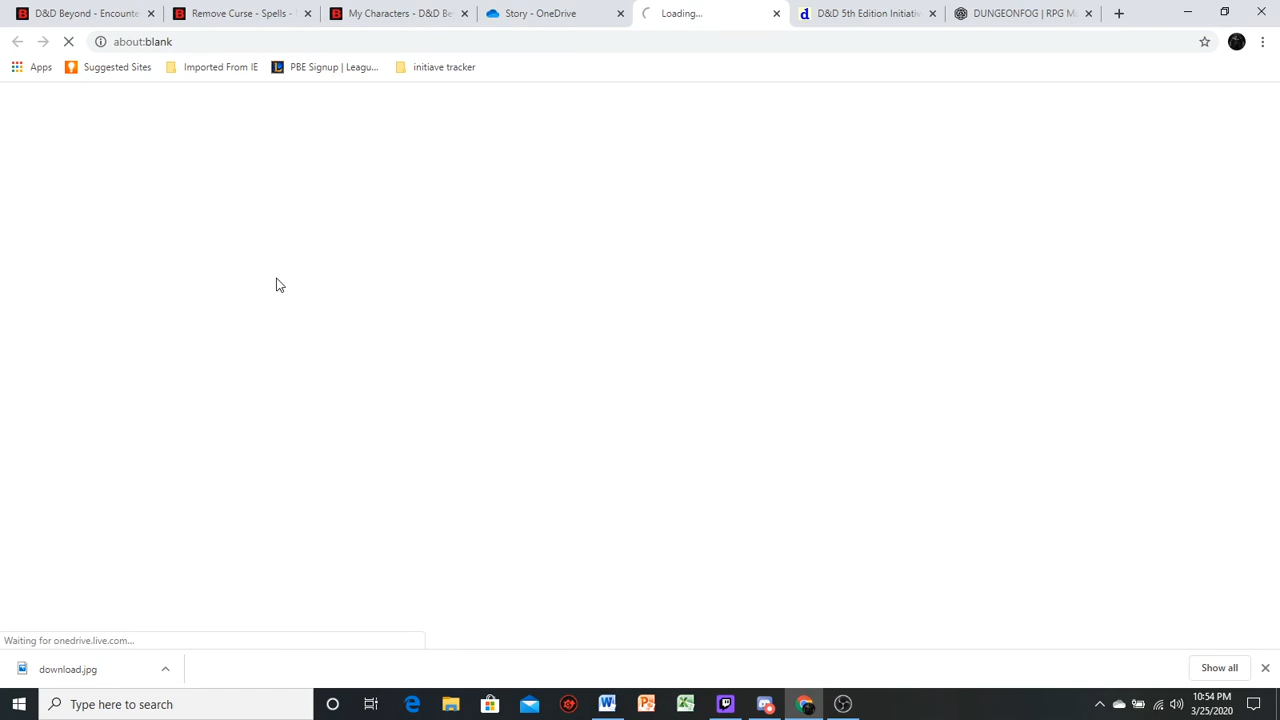 D&D Beyond - Encounte
Remove Curse - Spells -
My Characters - D&D Be
Story - OneDrive
Loading...
D&D 5th Edition Initiativ
DUNGEONFOG | RPG M
about:blank
Apps
Suggested Sites
Imported From IE
PBE Signup | Leagu...
initiave tracker
Waiting for onedrive.live.com...
download.jpg
Show all
Type here to search
10:54 PM
3/25/2020